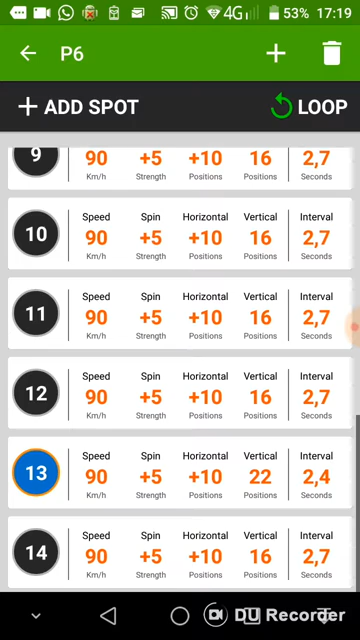 4G 53% 17:19
P6
ADD SPOT LOOP
9 90 +5 +10 16 2,7
Km/h Strength Positions Positions Seconds
Speed Spin Horizontal Vertical Interval
10 90 +5 +10 16 2,7
Km/h Strength Positions Positions Seconds
Speed Spin Horizontal Vertical Interval
11 90 +5 +10 16 2,7
Km/h Strength Positions Positions Seconds
Speed Spin Horizontal Vertical Interval
12 90 +5 +10 16 2,7
Km/h Strength Positions Positions Seconds
Speed Spin Horizontal Vertical Interval
13 90 +5 +10 22 2,4
Km/h Strength Positions Positions Seconds
Speed Spin Horizontal Vertical Interval
14 90 +5 +10 16 2,7
Km/h Strength Positions Positions Seconds
DU Recorder